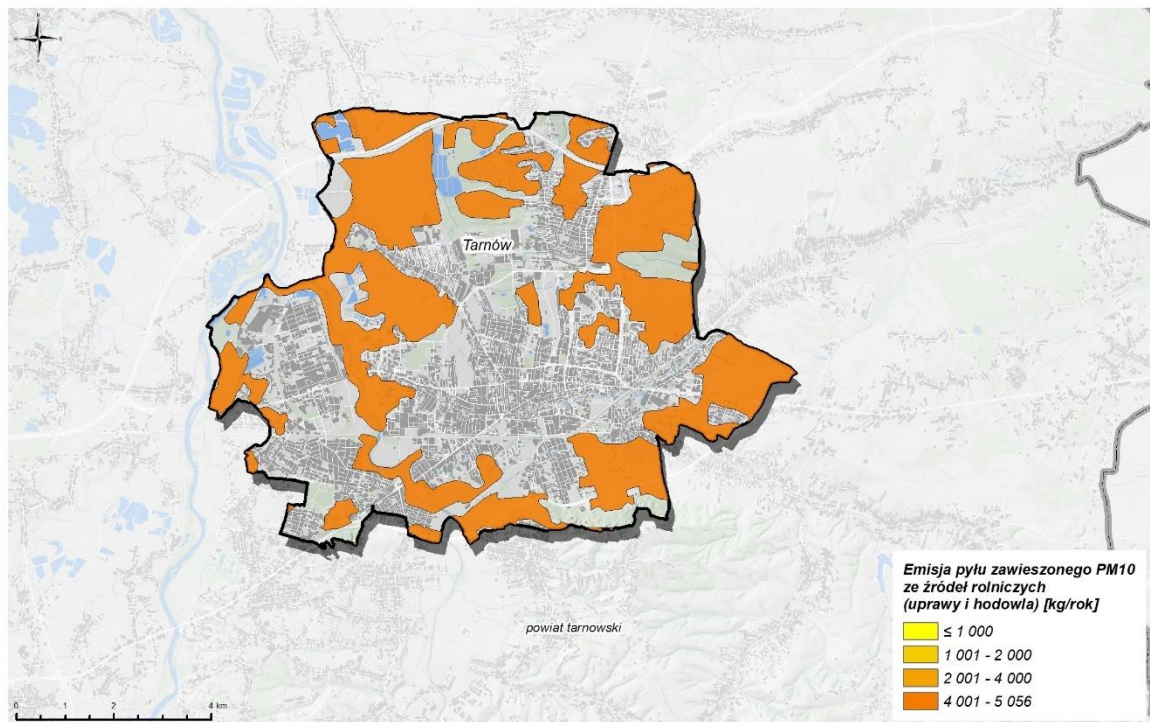 N
W E
S
Tarnów
powiat tarnowski
Emisja pyłu zawieszonego PM10
ze źródeł rolniczych
(uprawy i hodowla) [kg/rok]
≤ 1 000
1 001 - 2 000
2 001 - 4 000
4 001 - 5 056
0 1 2 4 km